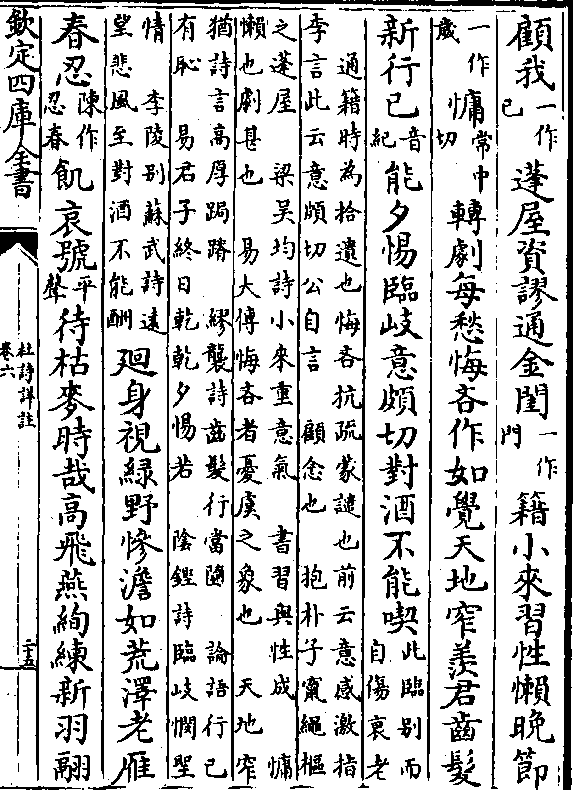 顧我一作已蓬屋資謬通金閨一作門籍小來習性懶晚節
一作歲慵常中切轉劇每愁悔吝作如覺天地窄羨君齒髮
新行已音紀能夕惕臨岐意頗切對酒不能喫此臨别而自傷衰老
通籍時為拾遺也悔吝抗疏蒙譴也前云意感激指
李言此云意頗切公自言 顧念也 抱朴子甯繩樞
之蓬屋 梁吳均詩小來重意氣 書習與性成 慵
懶也劇甚也 易大傳悔吝者憂虞之象也 天地窄
猶詩言高厚跼蹐 繆襲詩齒髮行當墮 論語行已
有恥 易君子終日乾乾夕惕若 陰鏗詩臨岐憫聖
情 李陵别蘇武詩遠望悲風至對酒不能酬廻身視緑野慘澹如荒澤老雁
春忍陳作忍春飢哀號平聲待枯麥時哉高飛燕絢練新羽翮
欽定四庫全書
杜詩詳註
卷六
二十五